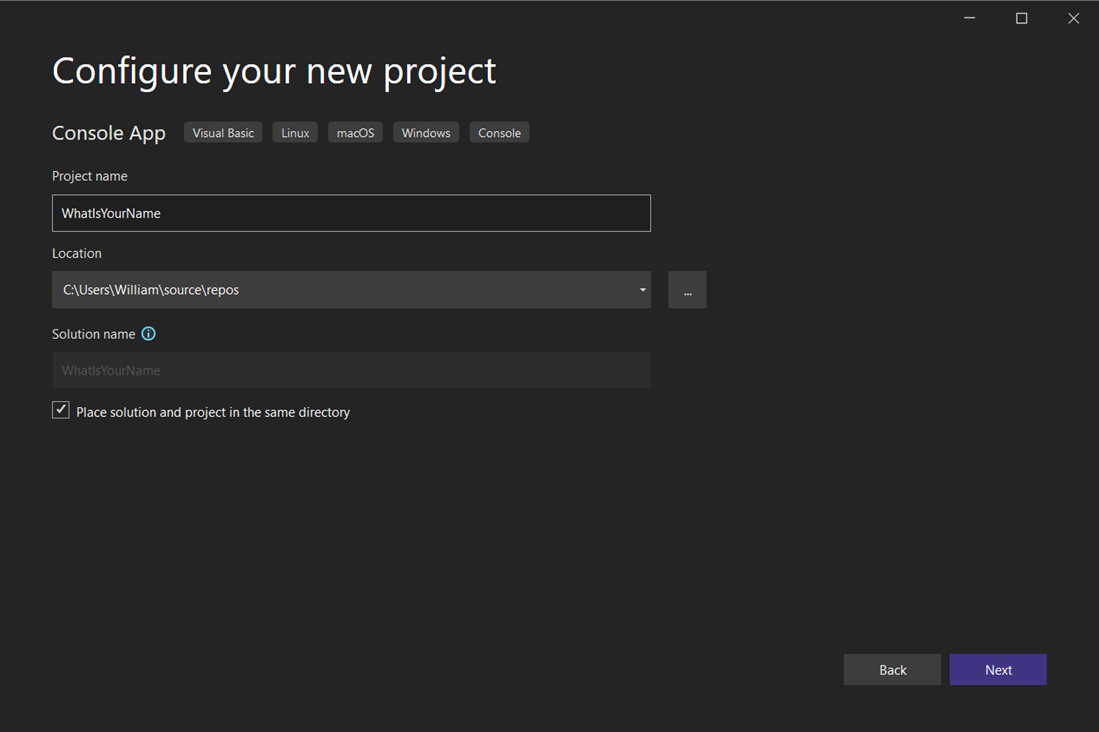 Configure your new project
Console App Visual Basic Linux macOS Windows Console
Project name
WhatIsYourName
Location
C:\Users\William\source\repos
...
Solution name
WhatIsYourName
Place solution and project in the same directory
Back Next